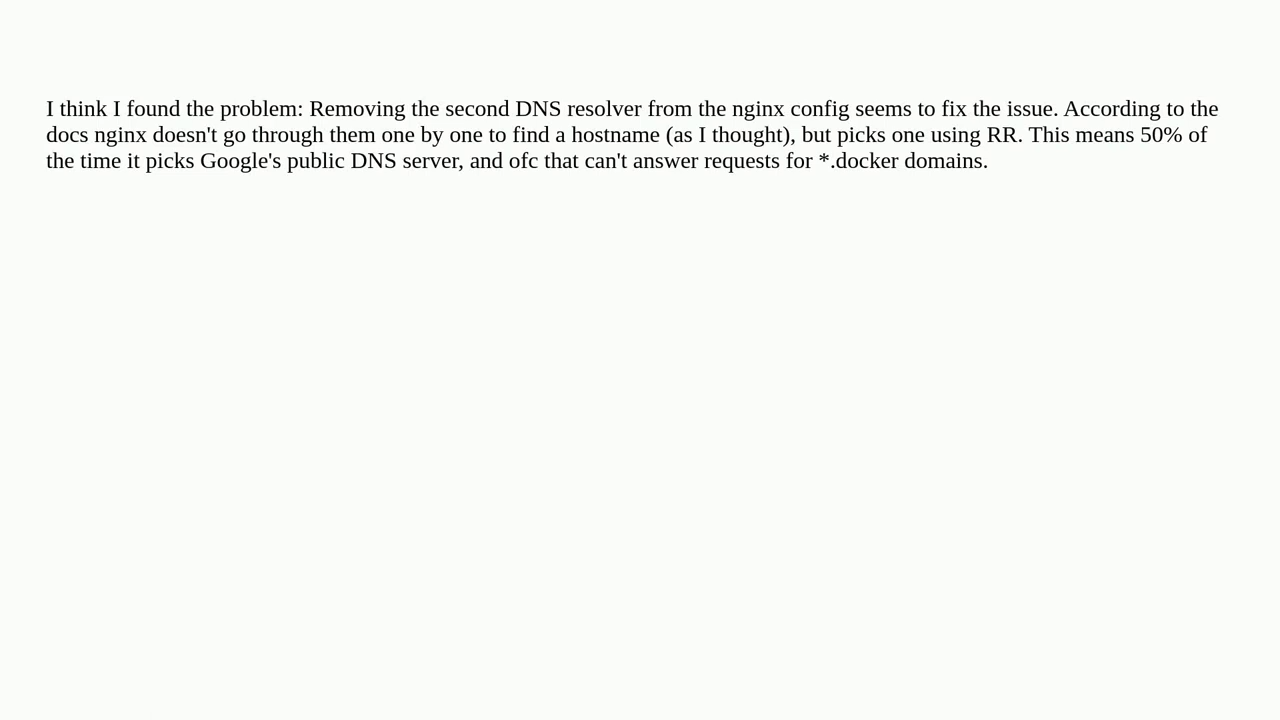 I think I found the problem: Removing the second DNS resolver from the nginx config seems to fix the issue. According to the
docs nginx doesn't go through them one by one to find a hostname (as I thought), but picks one using RR. This means 50% of
the time it picks Google's public DNS server, and ofc that can't answer requests for *.docker domains.